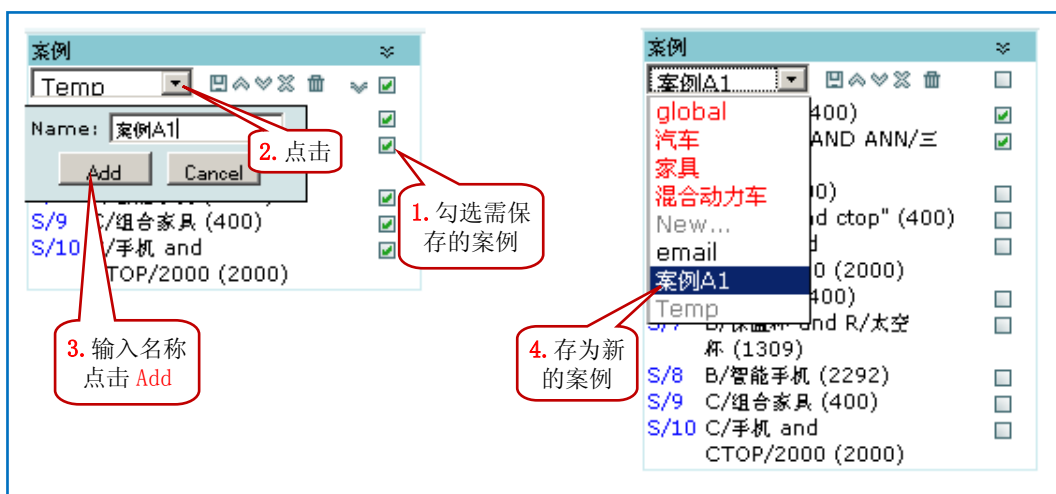 案例
Temp
Name: 案例A1
Add Cancel
S/9 C/组合家具 (400)
S/10 C/手机 and
CTOP/2000 (2000)
2. 点击
1. 勾选需保
存的案例
3. 输入名称
点击 Add
案例
案例A1
global
汽车
家具
混合动力车
New...
email
案例A1
Temp
400)
AND ANN/三
0)
d ctop" (400)
0 (2000)
400)
and R/太空
杯 (1309)
S/8 B/智能手机 (2292)
S/9 C/组合家具 (400)
S/10 C/手机 and
CTOP/2000 (2000)
4. 存为新
的案例